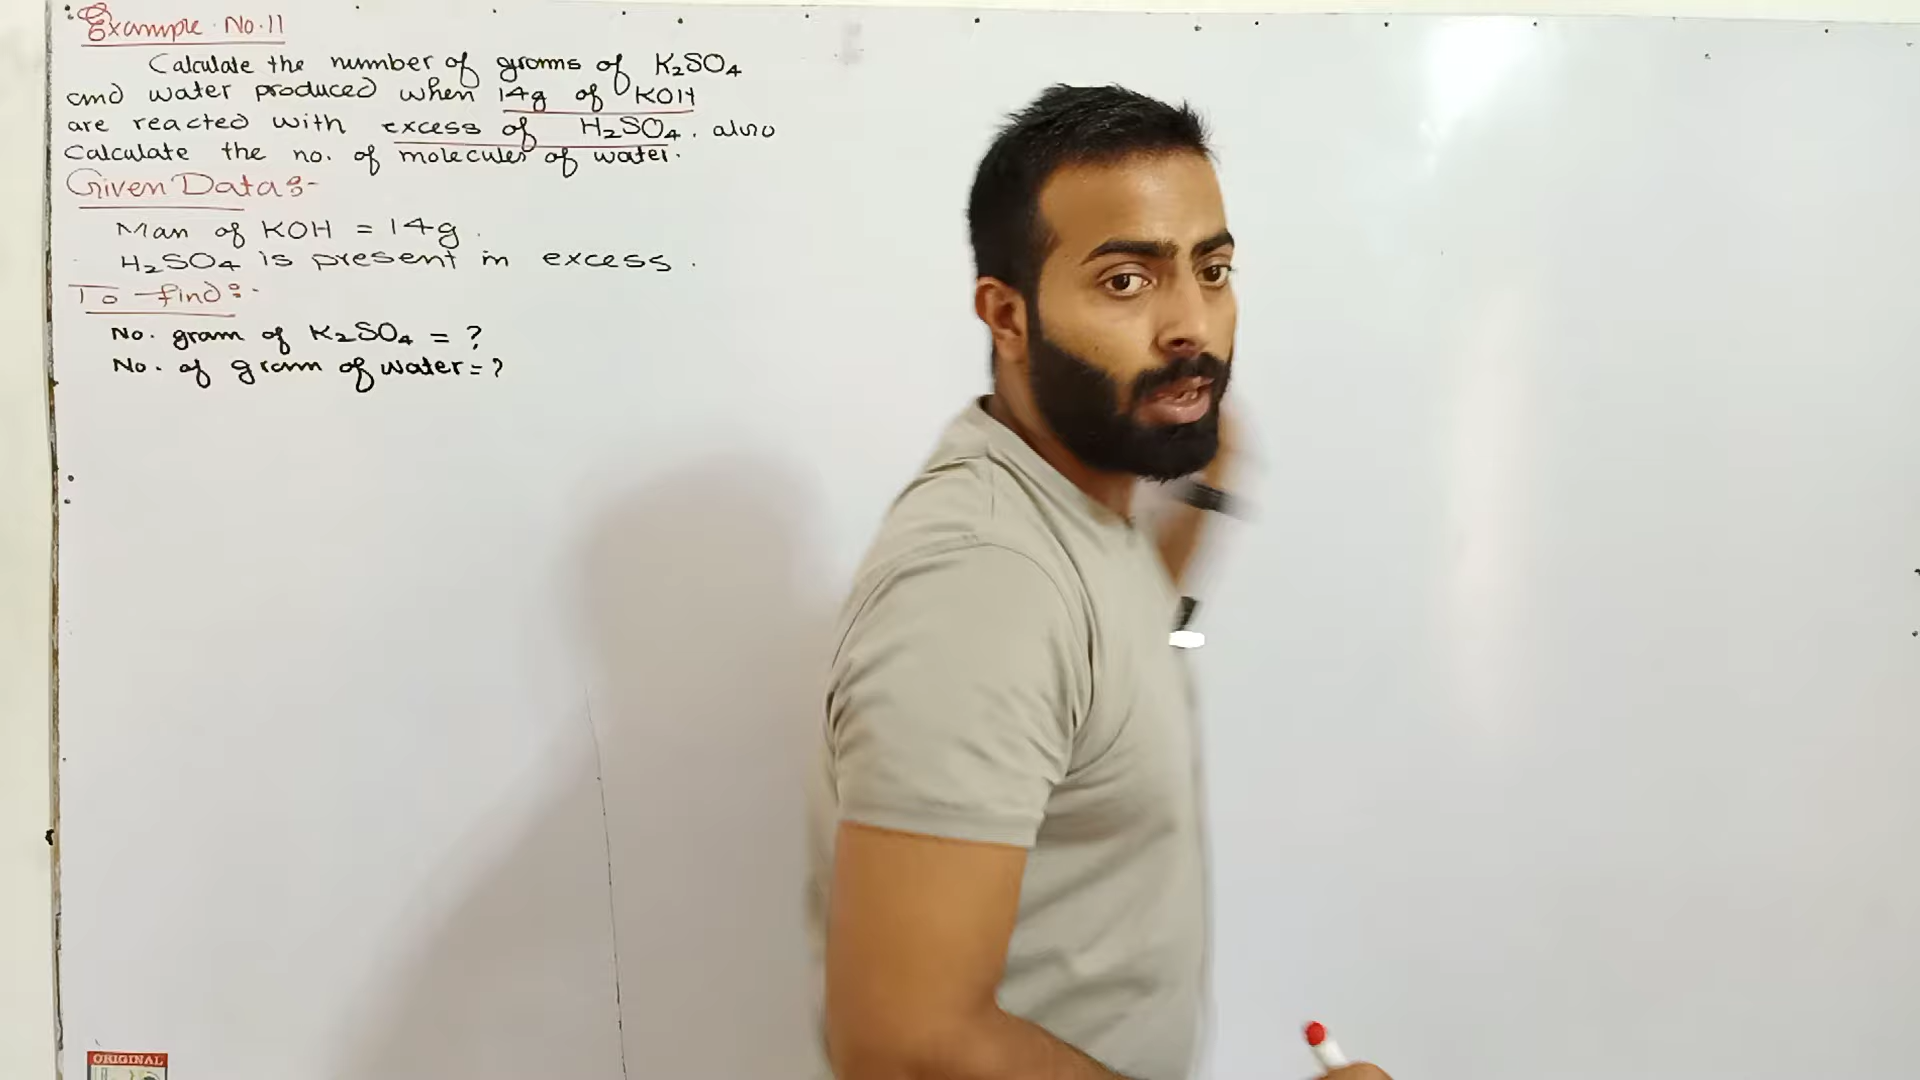 Example No.11
Calculate the number of grams of K₂SO₄
and water produced when 14g of KOH
are reacted with excess of H₂SO₄. also
Calculate the no. of molecules of water.
Given Data:-
Mass of KOH = 14g.
H₂SO₄ is present in excess.
To find:-
No. gram of K₂SO₄ = ?
No. of gram of water = ?
ORIGINAL